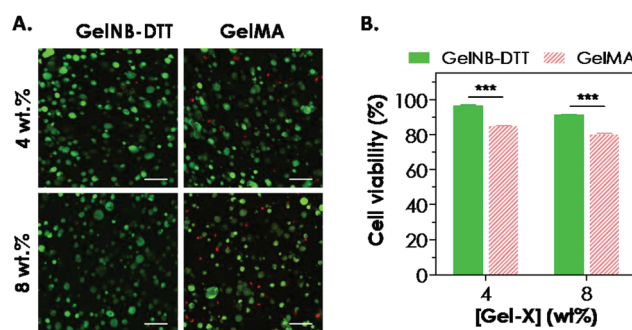 A.
GelNB-DTT GelMA
4 wt.%
8 wt.%
B.
GelNB-DTT GelMA
*** ***
Cell viability (%)
100
80
60
40
20
0
4 8
[Gel-X] (wt%)